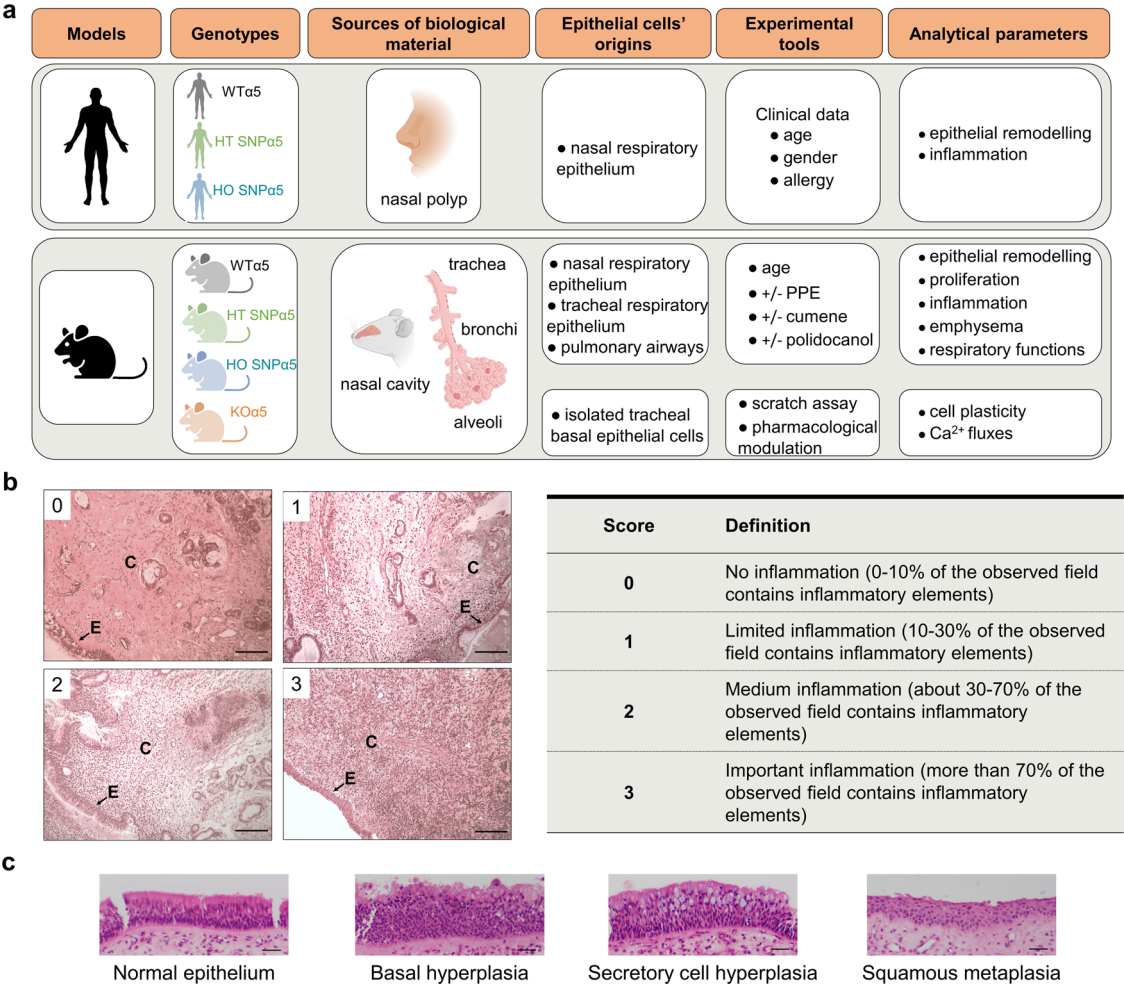 a
Models
Genotypes
Sources of biological
material
Epithelial cells’
origins
Experimental
tools
Analytical parameters
WTα5
HT SNPα5
HO SNPα5
nasal polyp
● nasal respiratory
epithelium
Clinical data
● age
● gender
● allergy
● epithelial remodelling
● inflammation
WTα5
HT SNPα5
HO SNPα5
KOα5
trachea
bronchi
nasal cavity
alveoli
● nasal respiratory
epithelium
● tracheal respiratory
epithelium
● pulmonary airways
● age
● +/- PPE
● +/- cumene
● +/- polidocanol
● epithelial remodelling
● proliferation
● inflammation
● emphysema
● respiratory functions
● isolated tracheal
basal epithelial cells
● scratch assay
● pharmacological
modulation
● cell plasticity
● Ca²⁺ fluxes
b
0
C
E
1
C
E
2
C
E
3
C
E
Score
Definition
0
No inflammation (0-10% of the observed field
contains inflammatory elements)
1
Limited inflammation (10-30% of the observed
field contains inflammatory elements)
2
Medium inflammation (about 30-70% of the
observed field contains inflammatory
elements)
3
Important inflammation (more than 70% of the
observed field contains inflammatory
elements)
c
Normal epithelium
Basal hyperplasia
Secretory cell hyperplasia
Squamous metaplasia